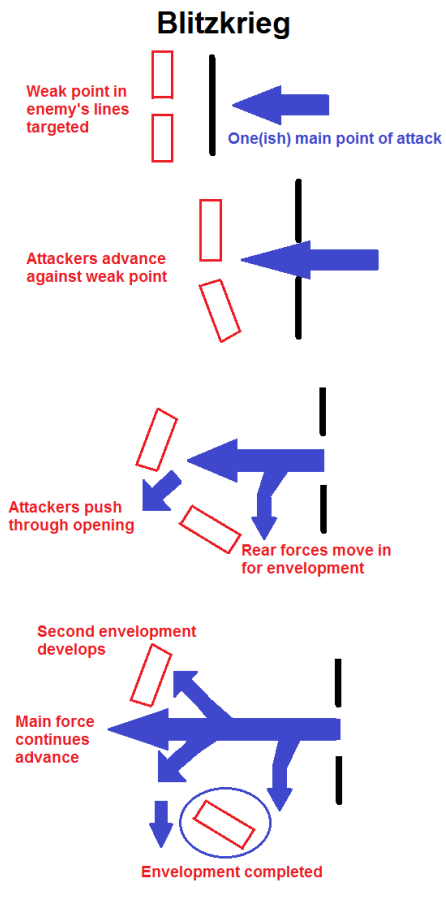 Blitzkrieg
Weak point in
enemy's lines
targeted
One(ish) main point of attack
Attackers advance
against weak point
Attackers push
through opening
Rear forces move in
for envelopment
Second envelopment
develops
Main force
continues
advance
Envelopment completed